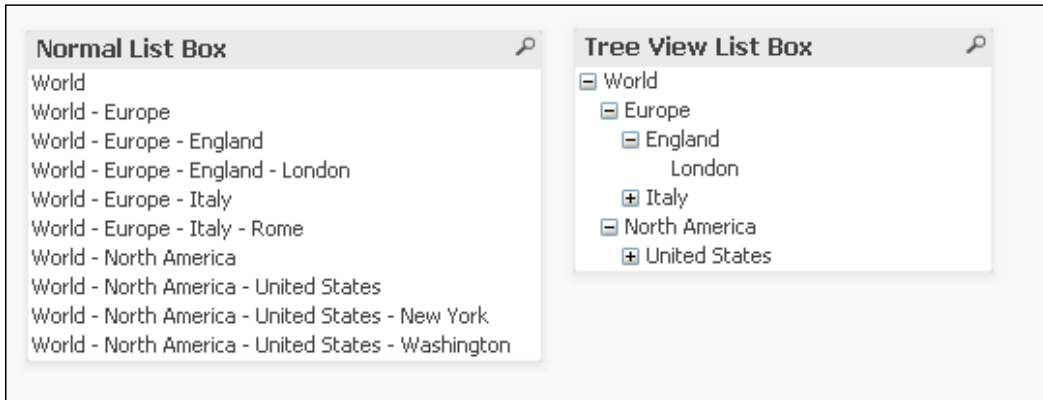 Normal List Box
World
World - Europe
World - Europe - England
World - Europe - England - London
World - Europe - Italy
World - Europe - Italy - Rome
World - North America
World - North America - United States
World - North America - United States - New York
World - North America - United States - Washington
Tree View List Box
World
Europe
England
London
Italy
North America
United States